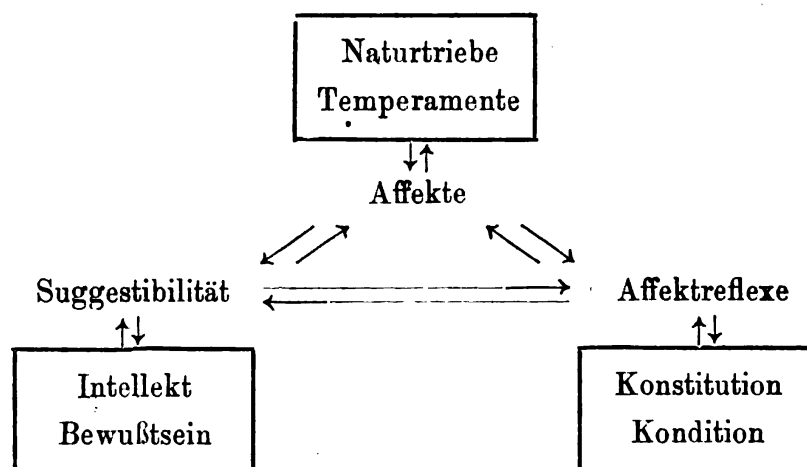 Naturtriebe
Temperamente
Affekte
Suggestibilität
Affektreflexe
Intellekt
Bewußtsein
Konstitution
Kondition